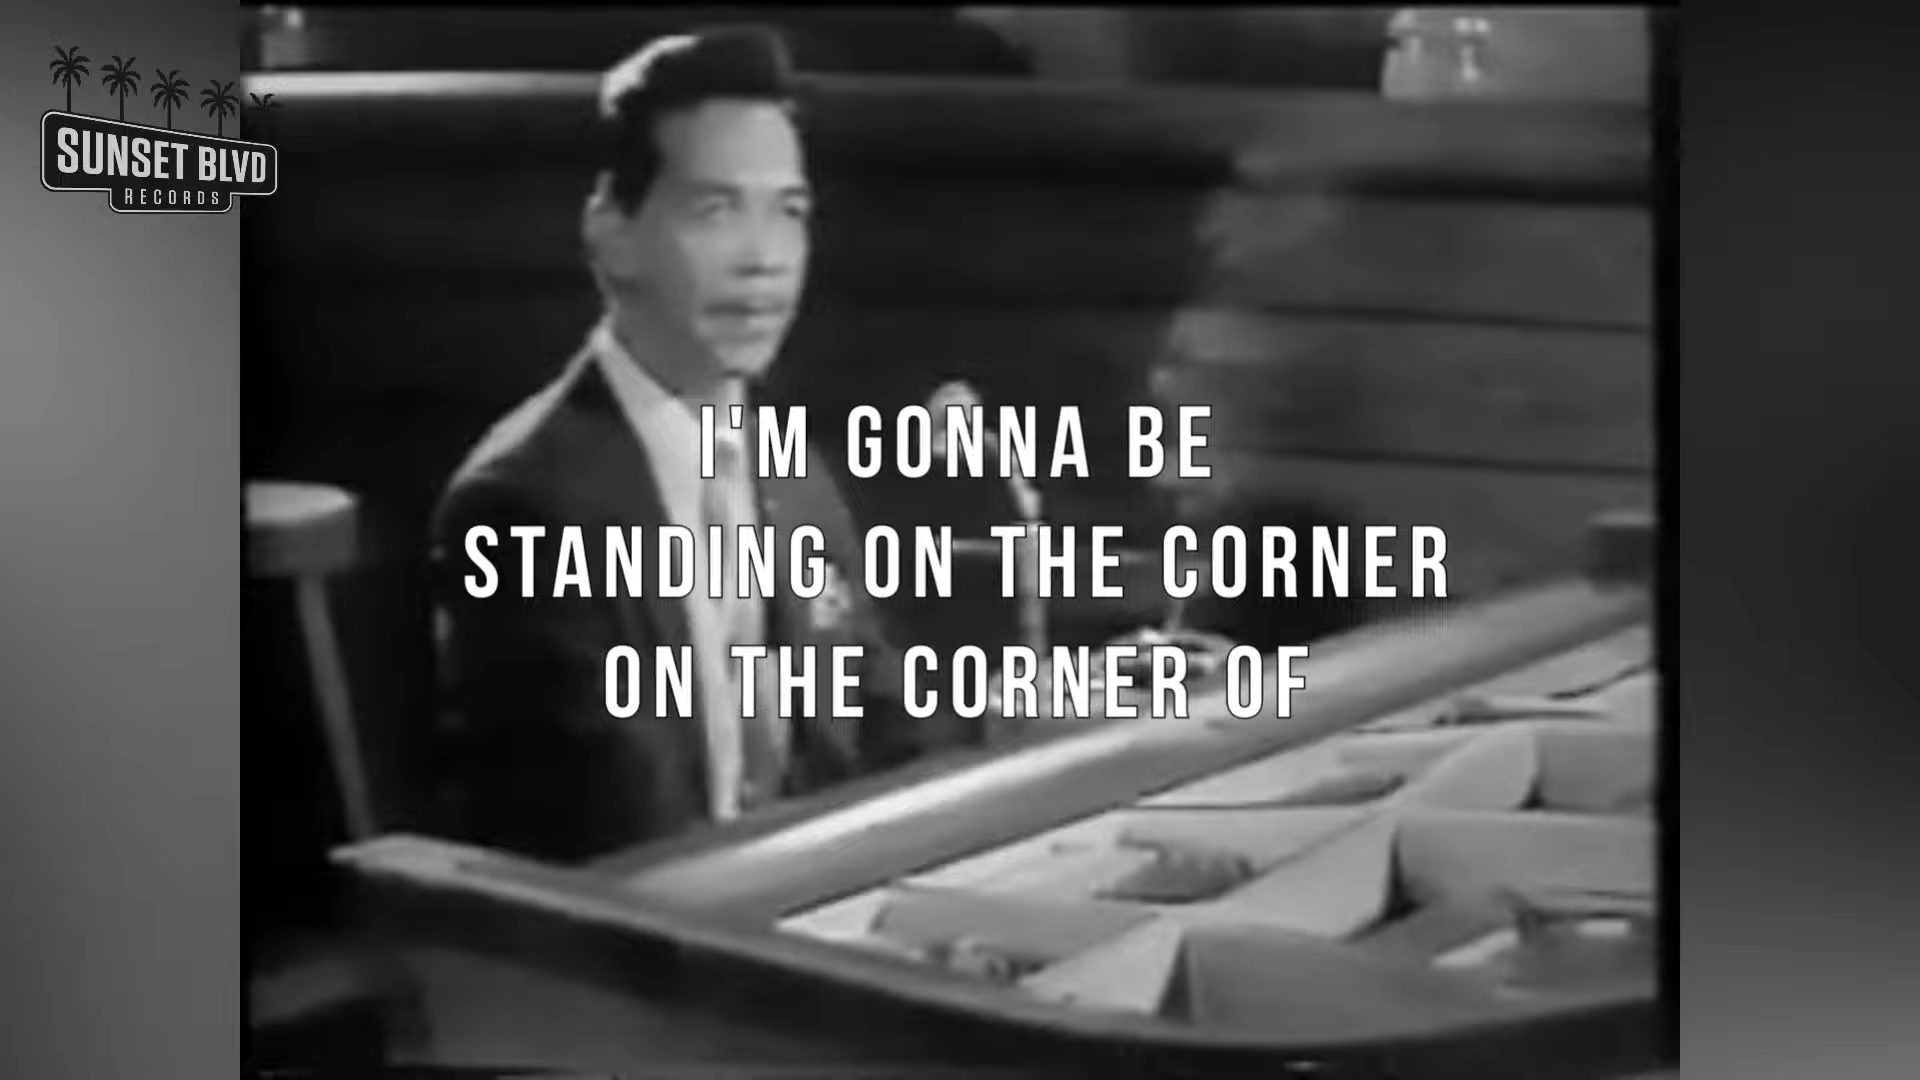 SUNSET BLVD
RECORDS
I'M GONNA BE
STANDING ON THE CORNER
ON THE CORNER OF